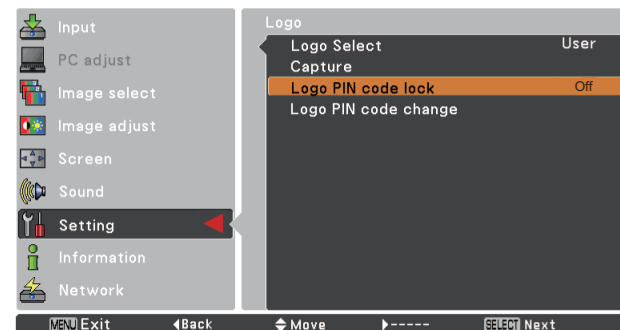 Input
PC adjust
Image select
Image adjust
Screen
Sound
Setting
Information
Network
Logo
Logo Select User
Capture
Logo PIN code lock Off
Logo PIN code change
MENU Exit Back Move ----- SELECT Next